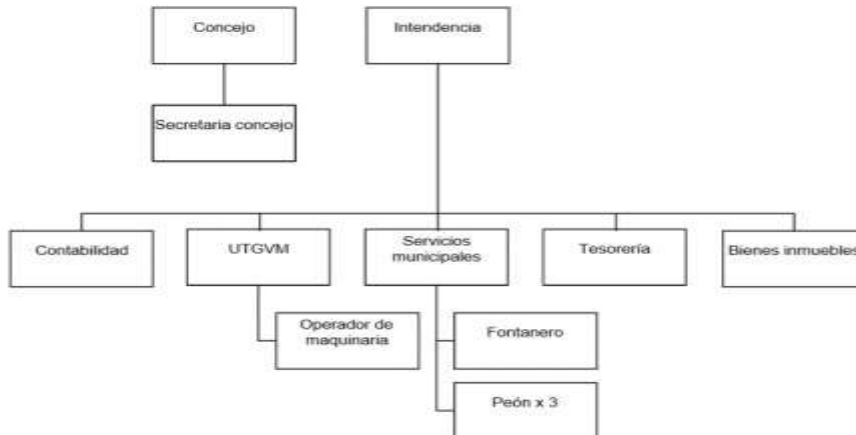 Concejo
Intendencia
Secretaria concejo
Contabilidad
UTGVM
Servicios
municipales
Tesorería
Bienes inmuebles
Operador de
maquinaria
Fontanero
Peón x 3